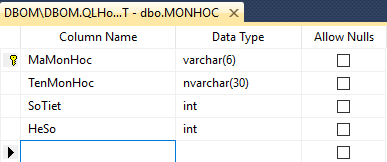 DBOM\DBOM.QLHo...T - dbo.MONHOC
Column Name Data Type Allow Nulls
MaMonHoc varchar(6)
TenMonHoc nvarchar(30)
SoTiet int
HeSo int